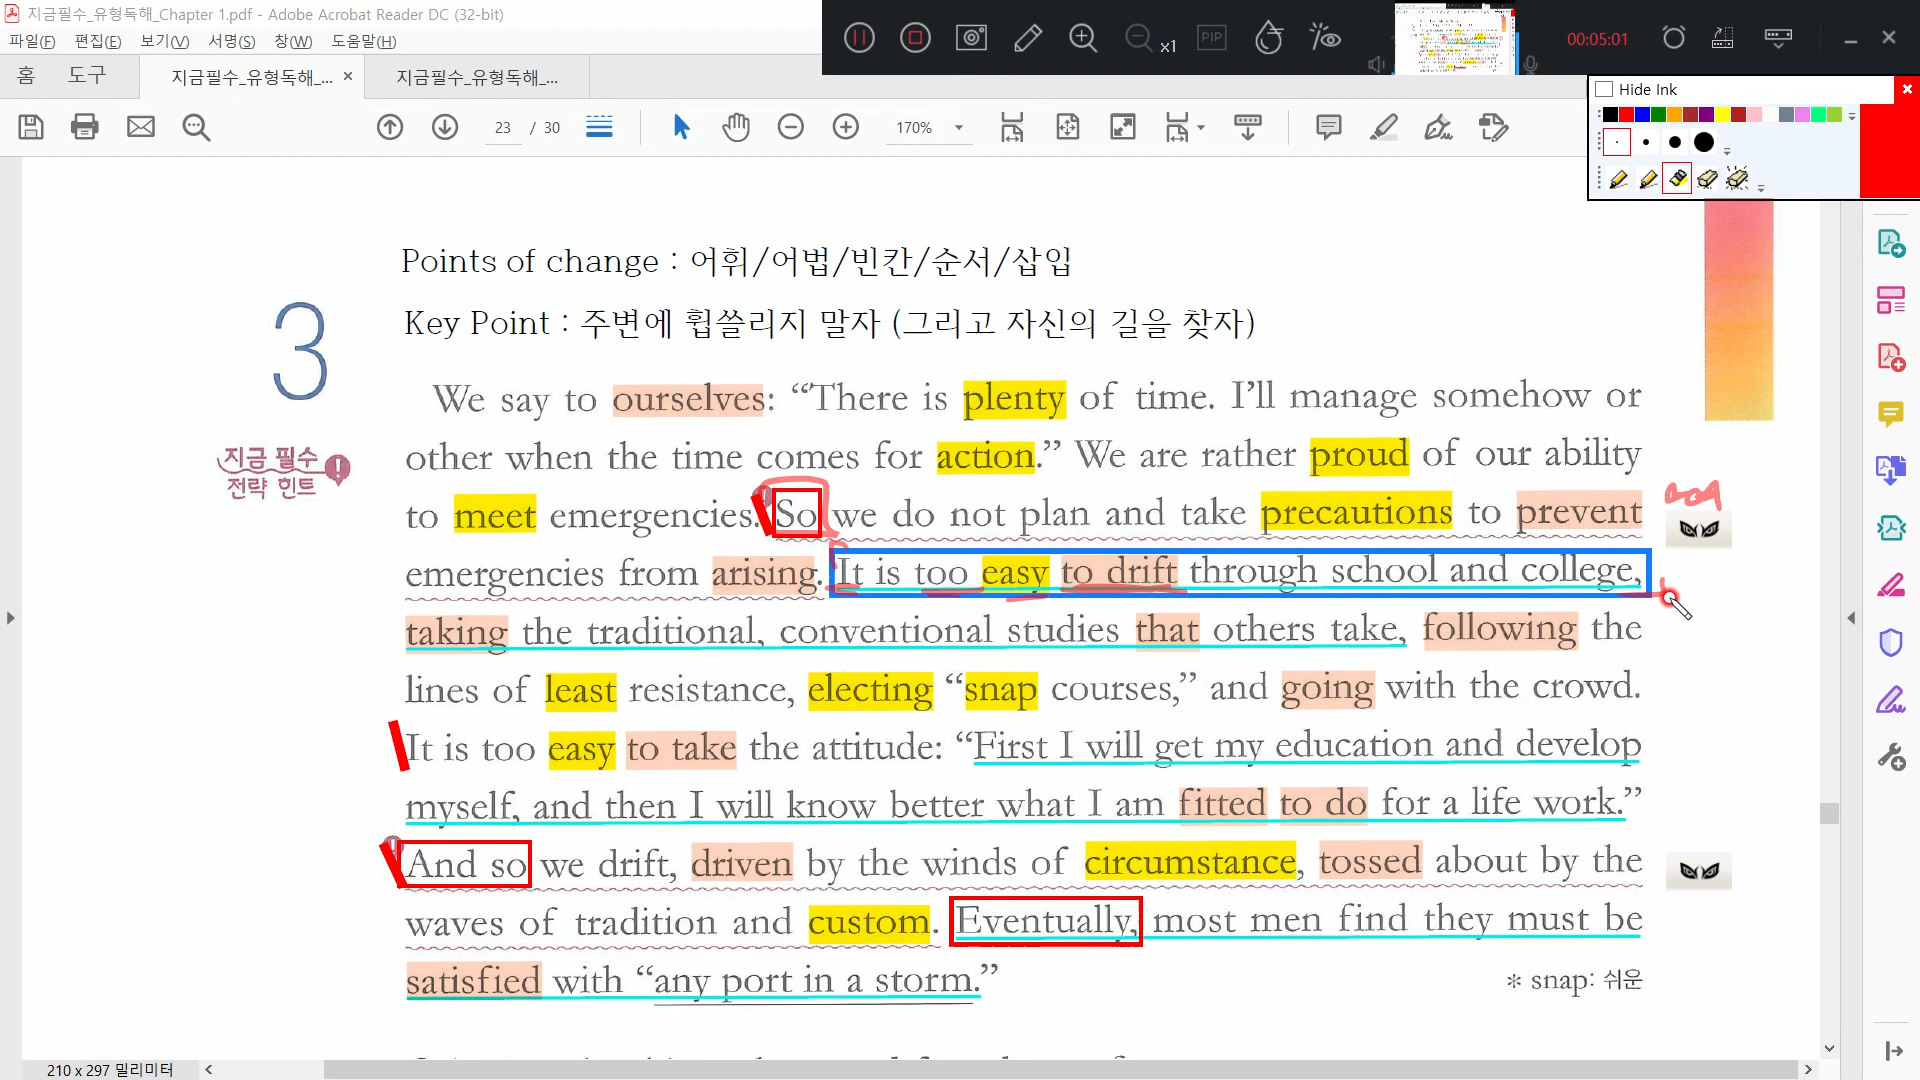 지금필수_유형독해_Chapter 1.pdf - Adobe Acrobat Reader DC (32-bit)
파일(F) 편집(E) 보기(V) 서명(S) 창(W) 도움말(H)
x1
PIP
00:05:01
홈 도구 지금필수_유형독해_... × 지금필수_유형독해_...
Hide Ink
23 / 30
170%
Points of change : 어휘/어법/빈칸/순서/삽입
Key Point : 주변에 휩쓸리지 말자 (그리고 자신의 길을 찾자)
3
지금 필수
전략 힌트
We say to ourselves: “There is plenty of time. I’ll manage somehow or
other when the time comes for action.” We are rather proud of our ability
to meet emergencies. So we do not plan and take precautions to prevent
emergencies from arising. It is too easy to drift through school and college,
taking the traditional, conventional studies that others take, following the
lines of least resistance, electing “snap courses,” and going with the crowd.
It is too easy to take the attitude: “First I will get my education and develop
myself, and then I will know better what I am fitted to do for a life work.”
And so we drift, driven by the winds of circumstance, tossed about by the
waves of tradition and custom. Eventually, most men find they must be
satisfied with “any port in a storm.”
* snap: 쉬운
210 x 297 밀리미터